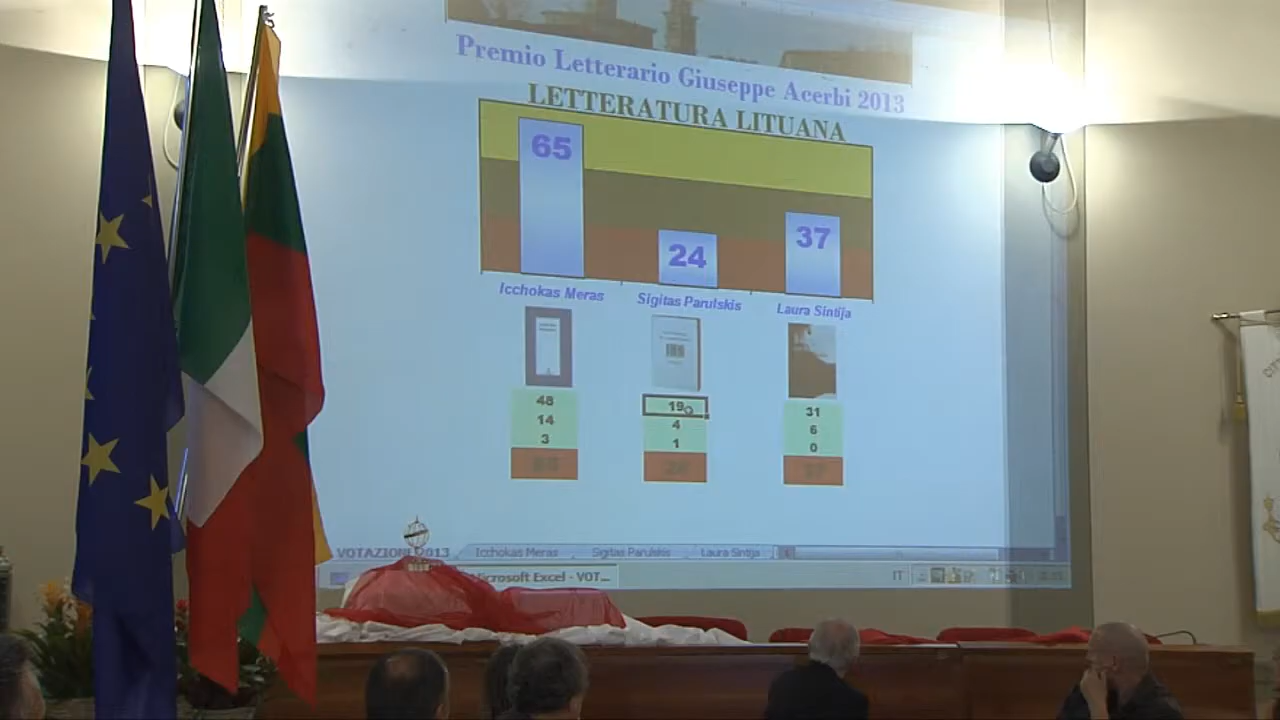 Premio Letterario Giuseppe Acerbi 2013
LETTERATURA LITUANA
65
24
37
Icchokas Meras
Sigitas Parulskis
Laura Sintija
48
19
31
14
4
6
3
1
0
VOTAZIONI 2013
Icchokas Meras
Sigitas Parulskis
Laura Sintija
Microsoft Excel - VOT...
IT